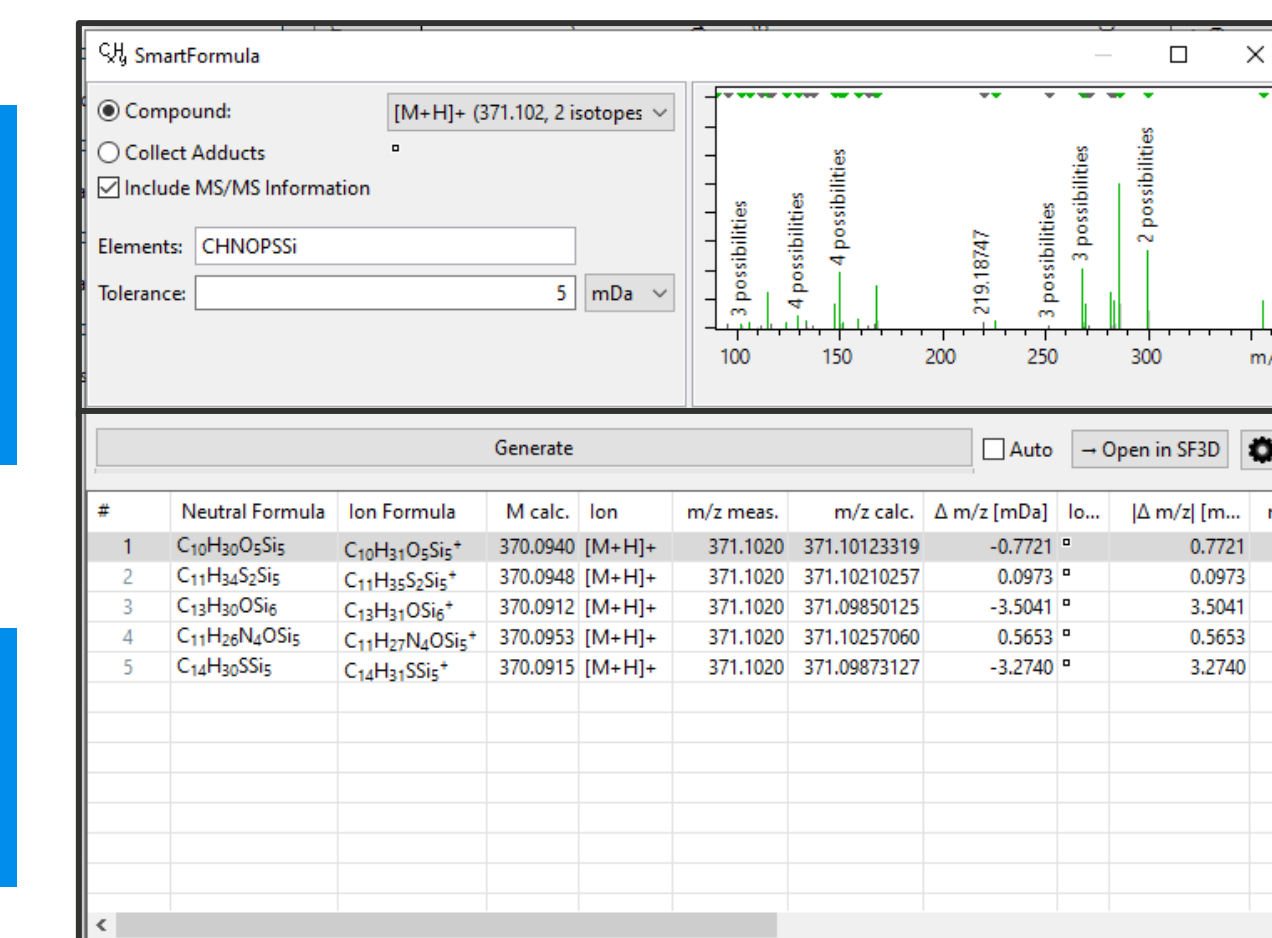 SmartFormula
Compound: [M+H]+ (371.102, 2 isotopes
Collect Adducts
Include MS/MS Information
Elements: CHNOPSSi
Tolerance: 5 mDa
3 possibilities
4 possibilities
4 possibilities
219.18747
3 possibilities
3 possibilities
2 possibilities
100 150 200 250 300 m/
Generate Auto → Open in SF3D
# Neutral Formula Ion Formula M calc. Ion m/z meas. m/z calc. Δ m/z [mDa] Io... |Δ m/z| [m...
1 C₁₀H₃₀O₅Si₅ C₁₀H₃₁O₅Si₅⁺ 370.0940 [M+H]+ 371.1020 371.10123319 -0.7721 0.7721
2 C₁₁H₃₄S₂Si₅ C₁₁H₃₅S₂Si₅⁺ 370.0948 [M+H]+ 371.1020 371.10210257 0.0973 0.0973
3 C₁₃H₃₀OSi₆ C₁₃H₃₁OSi₆⁺ 370.0912 [M+H]+ 371.1020 371.09850125 -3.5041 3.5041
4 C₁₁H₂₆N₄OSi₅ C₁₁H₂₇N₄OSi₅⁺ 370.0953 [M+H]+ 371.1020 371.10257060 0.5653 0.5653
5 C₁₄H₃₀SSi₅ C₁₄H₃₁SSi₅⁺ 370.0915 [M+H]+ 371.1020 371.09873127 -3.2740 3.2740